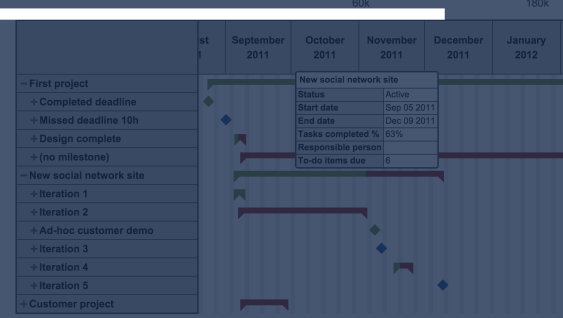 60k 180k
st September October November December January
1 2011 2011 2011 2011 2012
First project
Completed deadline
Missed deadline 10h
Design complete
(no milestone)
New social network site
Iteration 1
Iteration 2
Ad-hoc customer demo
Iteration 3
Iteration 4
Iteration 5
Customer project
New social network site
Status Active
Start date Sep 05 2011
End date Dec 09 2011
Tasks completed % 63%
Responsible person
To-do items due 6